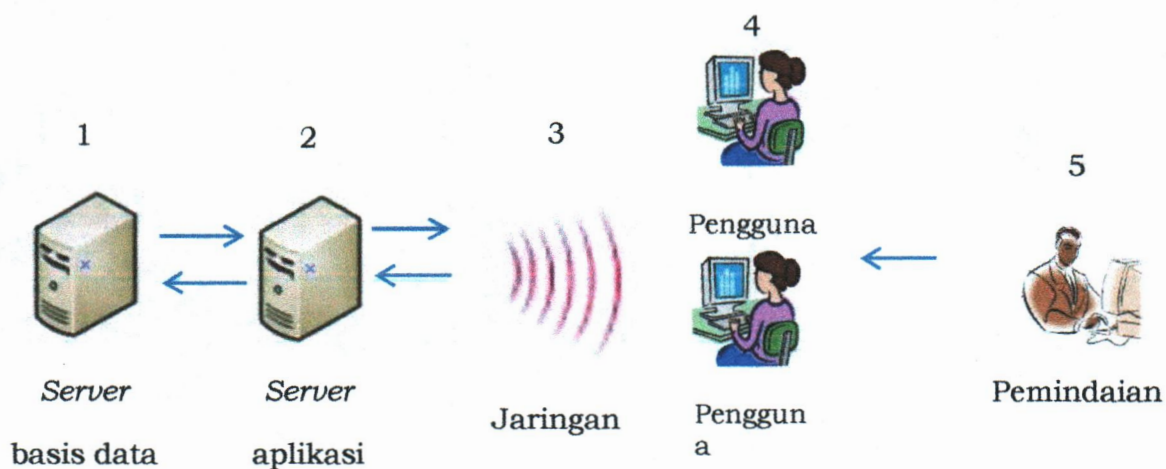 4
1
2
3
5
Pengguna
Server
basis data
Server
aplikasi
Jaringan
Penggun
a
Pemindaian